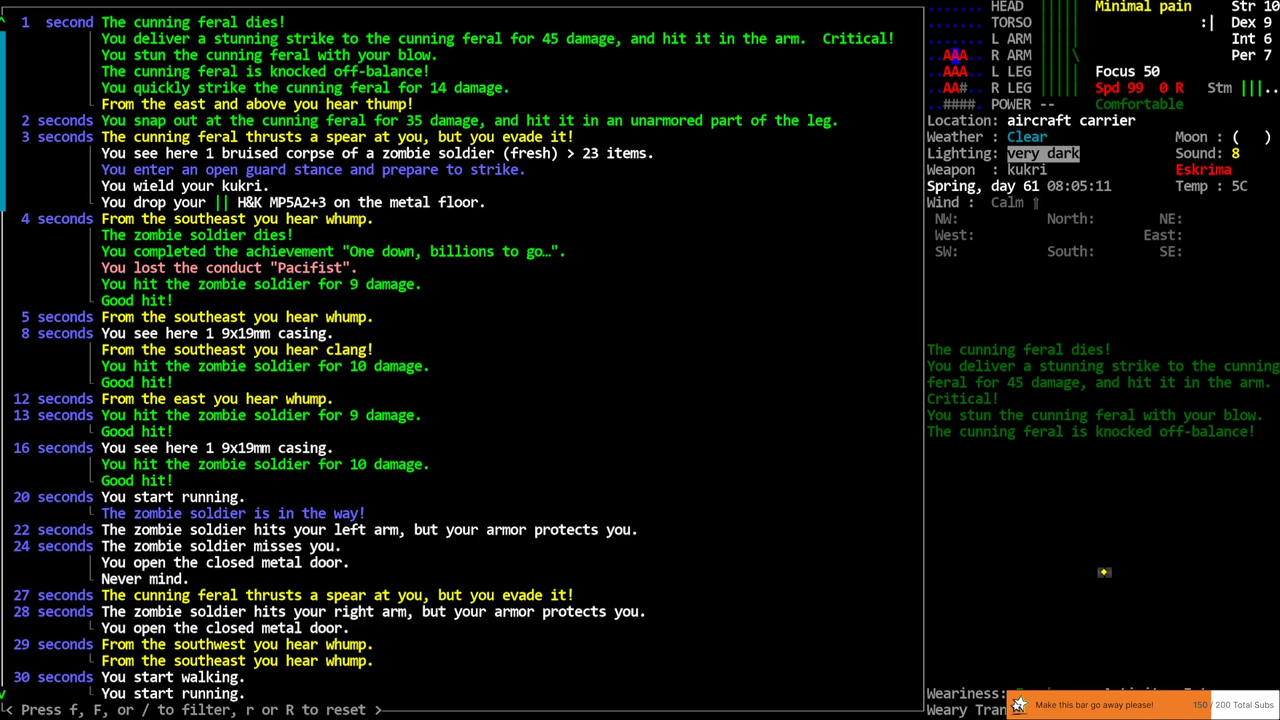 1 second The cunning feral dies!
You deliver a stunning strike to the cunning feral for 45 damage, and hit it in the arm. Critical!
You stun the cunning feral with your blow.
The cunning feral is knocked off-balance!
You quickly strike the cunning feral for 14 damage.
From the east and above you hear thump!
2 seconds You snap out at the cunning feral for 35 damage, and hit it in an unarmored part of the leg.
3 seconds The cunning feral thrusts a spear at you, but you evade it!
You see here 1 bruised corpse of a zombie soldier (fresh) > 23 items.
You enter an open guard stance and prepare to strike.
You wield your kukri.
You drop your || H&K MP5A2+3 on the metal floor.
4 seconds From the southeast you hear whump.
The zombie soldier dies!
You completed the achievement "One down, billions to go…".
You lost the conduct "Pacifist".
You hit the zombie soldier for 9 damage.
Good hit!
5 seconds From the southeast you hear whump.
8 seconds You see here 1 9x19mm casing.
From the southeast you hear clang!
You hit the zombie soldier for 10 damage.
Good hit!
12 seconds From the east you hear whump.
13 seconds You hit the zombie soldier for 9 damage.
Good hit!
16 seconds You see here 1 9x19mm casing.
You hit the zombie soldier for 10 damage.
Good hit!
20 seconds You start running.
The zombie soldier is in the way!
22 seconds The zombie soldier hits your left arm, but your armor protects you.
24 seconds The zombie soldier misses you.
You open the closed metal door.
Never mind.
27 seconds The cunning feral thrusts a spear at you, but you evade it!
28 seconds The zombie soldier hits your right arm, but your armor protects you.
You open the closed metal door.
29 seconds From the southwest you hear whump.
From the southeast you hear whump.
30 seconds You start walking.
You start running.
< Press f, F, or / to filter, r or R to reset >
....... HEAD ||||| Minimal pain Str 10
....... TORSO ||||| :| Dex 9
....... L ARM ||||| Int 6
..AAA.. R ARM ||||\ Per 7
..AAA.. L LEG ||||| Focus 50
..AA#.. R LEG ||||| Spd 99 0 R Stm |||..
..####. POWER -- Comfortable
Location: aircraft carrier
Weather : Clear Moon : ( )
Lighting: very dark Sound: 8
Weapon : kukri Eskrima
Spring, day 61 08:05:11 Temp : 5C
Wind : Calm ⇑
NW: North: NE:
West: East:
SW: South: SE:
The cunning feral dies!
You deliver a stunning strike to the cunning
feral for 45 damage, and hit it in the arm.
Critical!
You stun the cunning feral with your blow.
The cunning feral is knocked off-balance!
Weariness:
Weary Tran
Make this bar go away please! 150 / 200 Total Subs